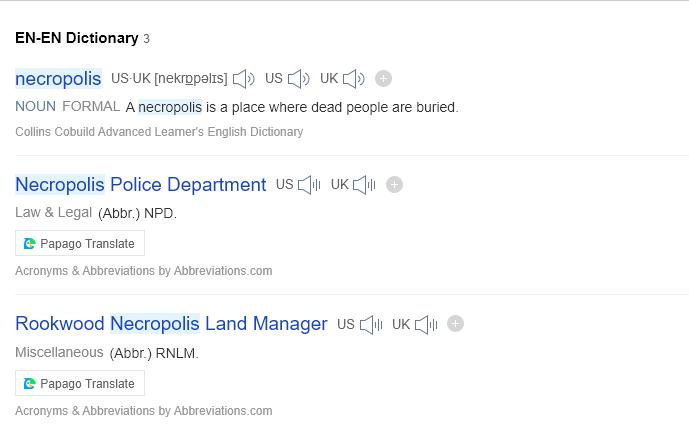 EN-EN Dictionary 3
necropolis US·UK [nekrɒpəlɪs] US UK
NOUN FORMAL A necropolis is a place where dead people are buried.
Collins Cobuild Advanced Learner's English Dictionary
Necropolis Police Department US UK
Law & Legal (Abbr.) NPD.
Papago Translate
Acronyms & Abbreviations by Abbreviations.com
Rookwood Necropolis Land Manager US UK
Miscellaneous (Abbr.) RNLM.
Papago Translate
Acronyms & Abbreviations by Abbreviations.com